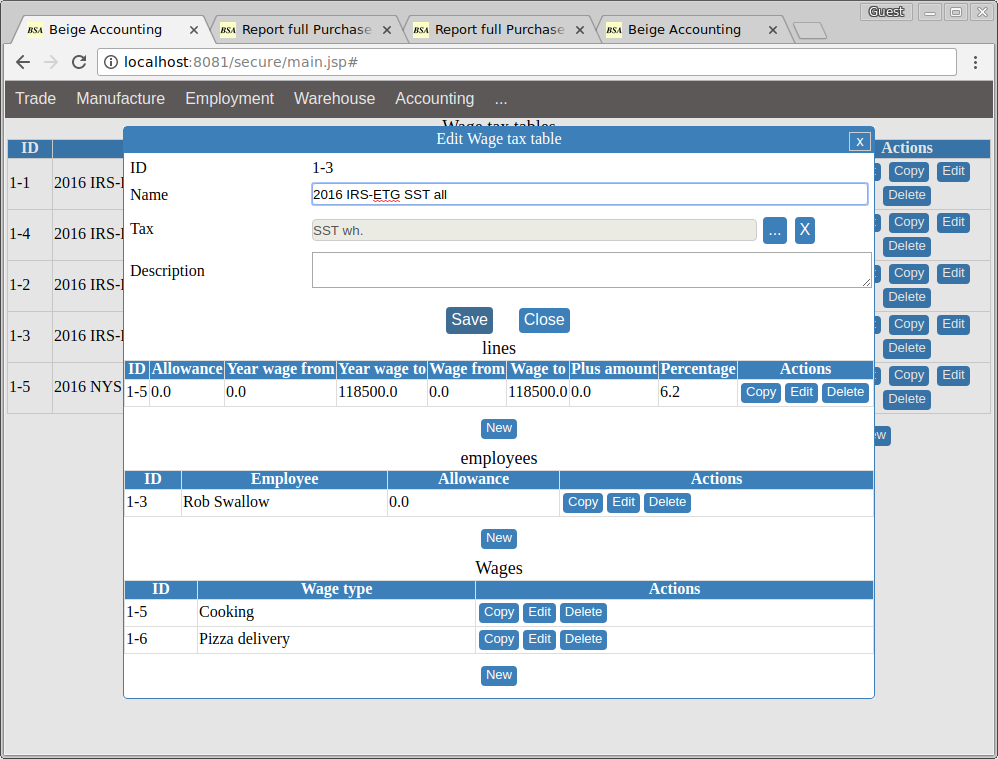 Guest
BSA Beige Accounting
BSA Report full Purchase
BSA Report full Purchase
BSA Beige Accounting
localhost:8081/secure/main.jsp#
Trade Manufacture Employment Warehouse Accounting ...
Wage tax tables
Edit Wage tax table x
ID Actions
1-1 2016 IRS- Copy Edit
Delete
1-4 2016 IRS- Copy Edit
Delete
1-2 2016 IRS- Copy Edit
Delete
1-3 2016 IRS- Copy Edit
Delete
1-5 2016 NYS Copy Edit
Delete
ID 1-3
Name 2016 IRS-ETG SST all
Tax SST wh. ... X
Description
Save Close
lines
ID Allowance Year wage from Year wage to Wage from Wage to Plus amount Percentage Actions
1-5 0.0 0.0 118500.0 0.0 118500.0 0.0 6.2 Copy Edit Delete
New
employees
ID Employee Allowance Actions
1-3 Rob Swallow 0.0 Copy Edit Delete
New
Wages
ID Wage type Actions
1-5 Cooking Copy Edit Delete
1-6 Pizza delivery Copy Edit Delete
New